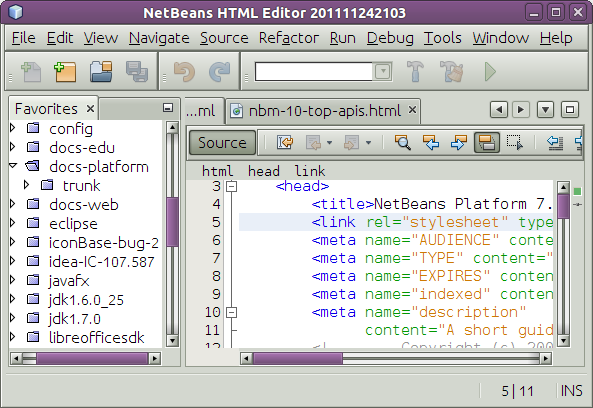 NetBeans HTML Editor 201111242103
File Edit View Navigate Source Refactor Run Debug Tools Window Help
Favorites
config
docs-edu
docs-platform
trunk
docs-web
eclipse
iconBase-bug-2
idea-IC-107.587
javafx
jdk1.6.0_25
jdk1.7.0
libreofficesdk
...ml nbm-10-top-apis.html
Source
html head link
3 <head>
4 <title>NetBeans Platform 7.
5 <link rel="stylesheet" type
6 <meta name="AUDIENCE" conte
7 <meta name="TYPE" content="
8 <meta name="EXPIRES" conten
9 <meta name="indexed" conten
10 <meta name="description"
11 content="A short guid
12 <! Copyright (c) 200
5|11 INS